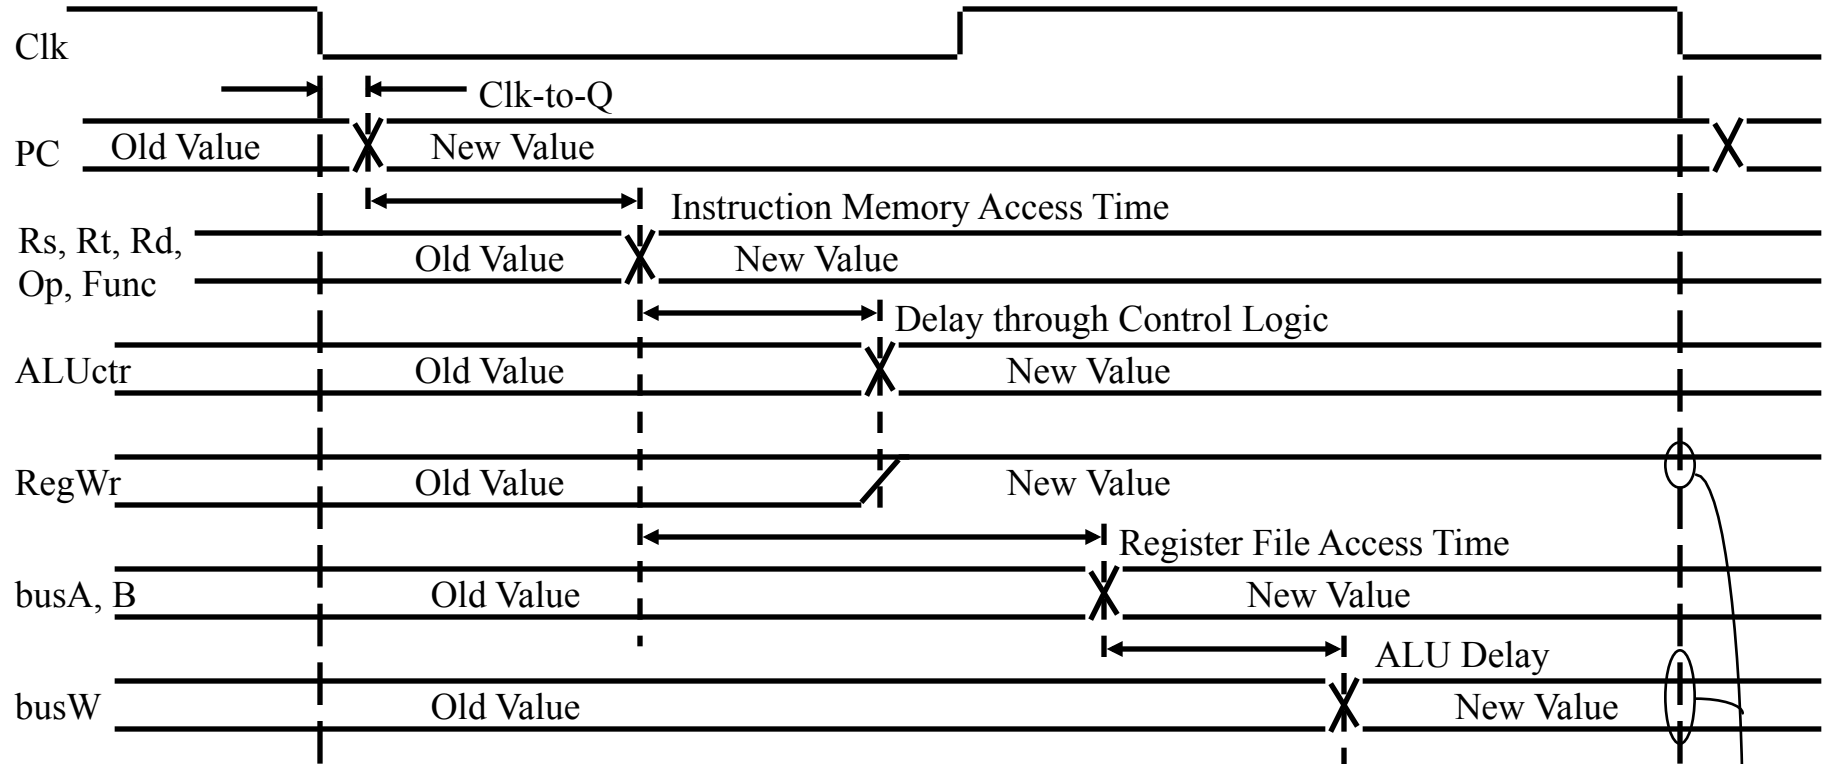 Clk
Clk-to-Q
PC Old Value New Value
Instruction Memory Access Time
Rs, Rt, Rd,
Op, Func
Old Value New Value
Delay through Control Logic
ALUctr Old Value New Value
RegWr Old Value New Value
Register File Access Time
busA, B Old Value New Value
ALU Delay
busW Old Value New Value